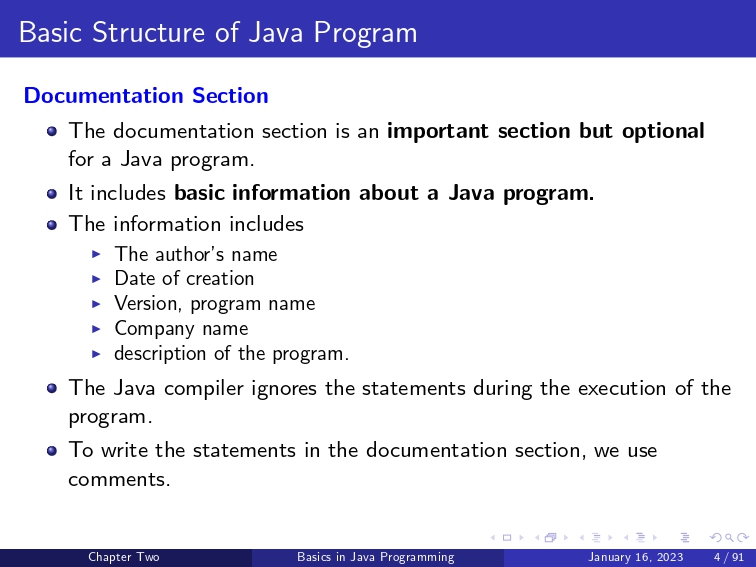 Basic Structure of Java Program
Documentation Section
The documentation section is an important section but optional
for a Java program.
It includes basic information about a Java program.
The information includes
The author's name
Date of creation
Version, program name
Company name
description of the program.
The Java compiler ignores the statements during the execution of the
program.
To write the statements in the documentation section, we use
comments.
Chapter Two Basics in Java Programming January 16, 2023 4 / 91